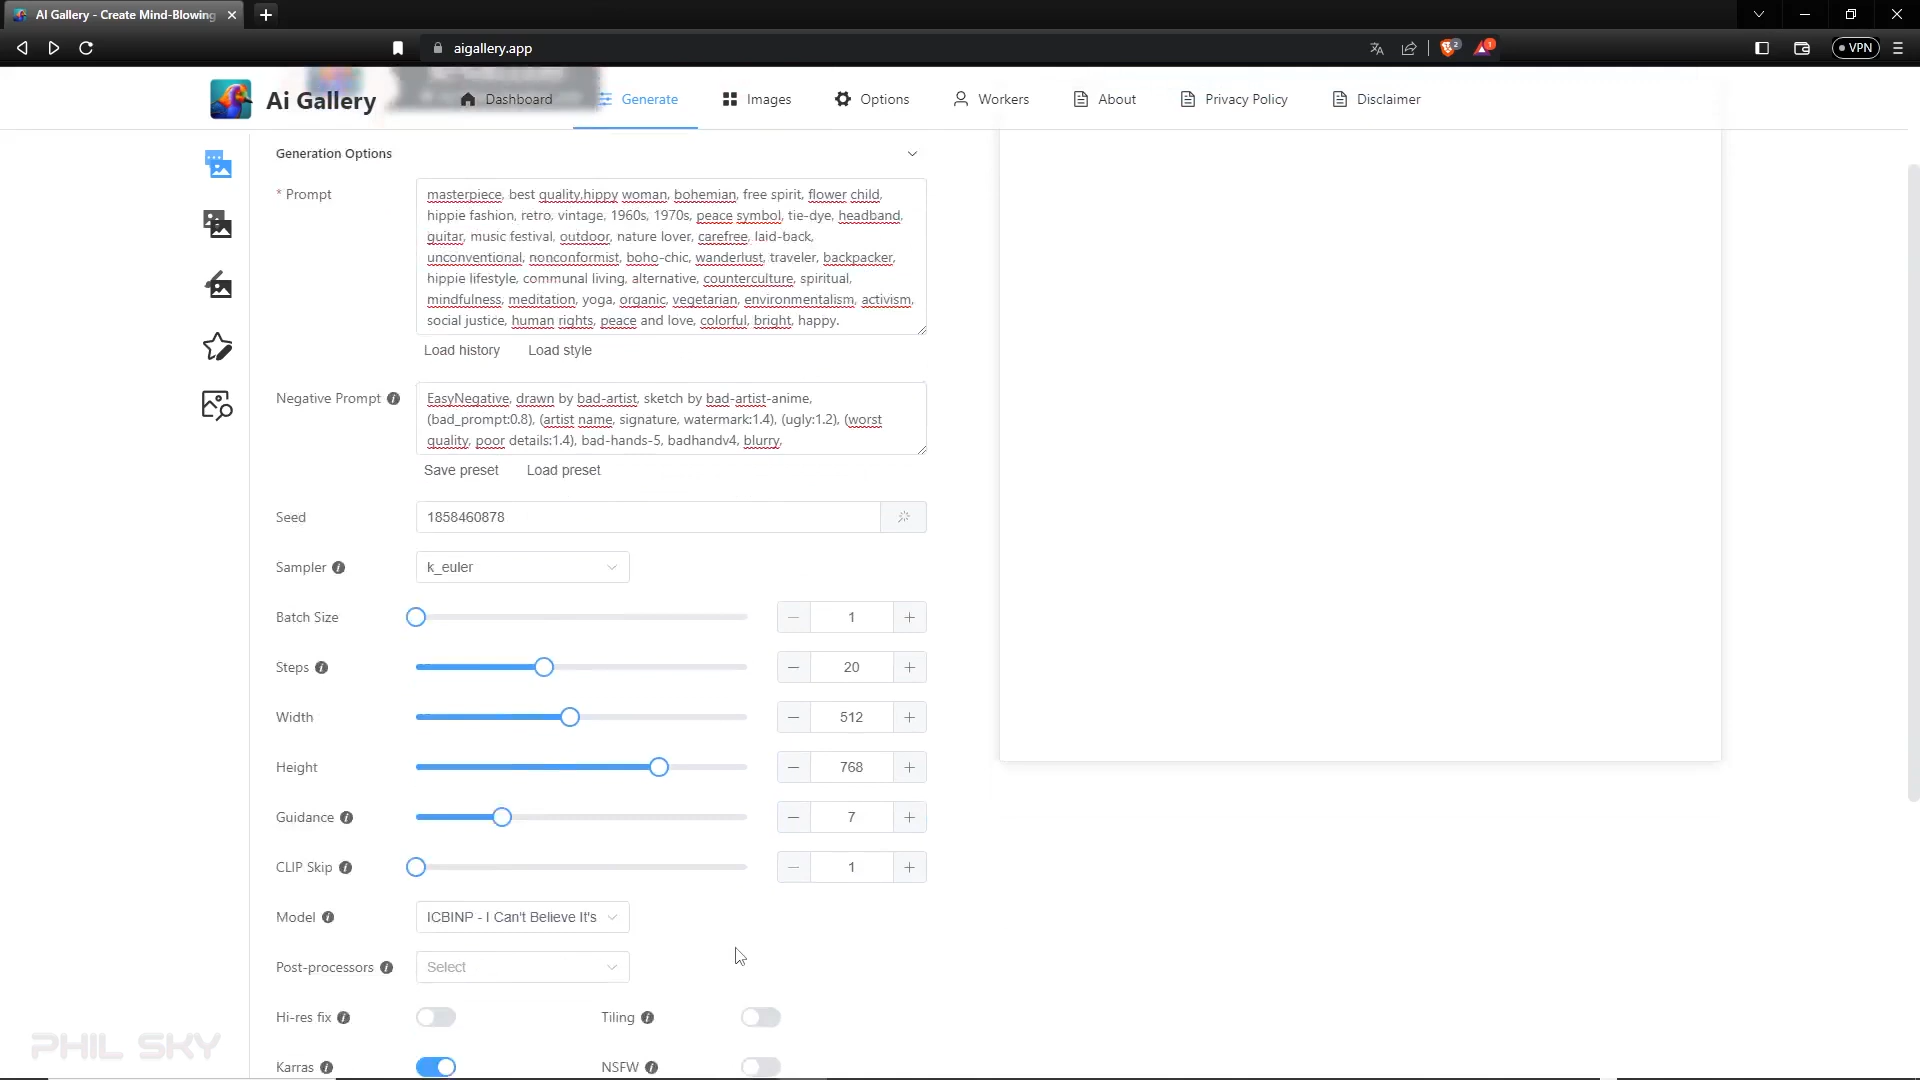 AI Gallery - Create Mind-Blowing
aigallery.app
2
1
VPN
Ai Gallery
Dashboard
Generate
Images
Options
Workers
About
Privacy Policy
Disclaimer
Generation Options
* Prompt
masterpiece, best quality,hippy woman, bohemian, free spirit, flower child,
hippie fashion, retro, vintage, 1960s, 1970s, peace symbol, tie-dye, headband,
guitar, music festival, outdoor, nature lover, carefree, laid-back,
unconventional, nonconformist, boho-chic, wanderlust, traveler, backpacker,
hippie lifestyle, communal living, alternative, counterculture, spiritual,
mindfulness, meditation, yoga, organic, vegetarian, environmentalism, activism,
social justice, human rights, peace and love, colorful, bright, happy.
Load history
Load style
Negative Prompt
EasyNegative, drawn by bad-artist, sketch by bad-artist-anime,
(bad_prompt:0.8), (artist name, signature, watermark:1.4), (ugly:1.2), (worst
quality, poor details:1.4), bad-hands-5, badhandv4, blurry,
Save preset
Load preset
Seed
1858460878
Sampler
k_euler
Batch Size
1
Steps
20
Width
512
Height
768
Guidance
7
CLIP Skip
1
Model
ICBINP - I Can't Believe It's
Post-processors
Select
Hi-res fix
Tiling
PHIL SKY
Karras
NSFW